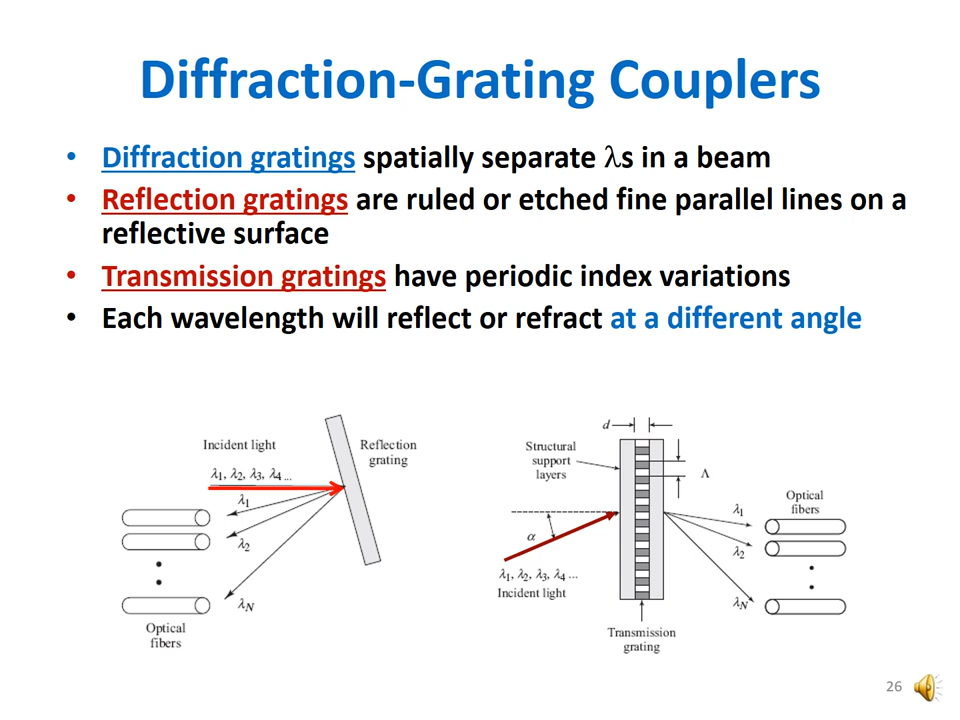 Diffraction-Grating Couplers
• Diffraction gratings spatially separate λs in a beam
• Reflection gratings are ruled or etched fine parallel lines on a
reflective surface
• Transmission gratings have periodic index variations
• Each wavelength will reflect or refract at a different angle
Incident light
λ1, λ2, λ3, λ4 ...
Reflection
grating
λ1
λ2
λN
Optical
fibers
d
Structural
support
layers
Λ
α
λ1, λ2, λ3, λ4 ...
Incident light
λ1
λ2
λN
Optical
fibers
Transmission
grating
26